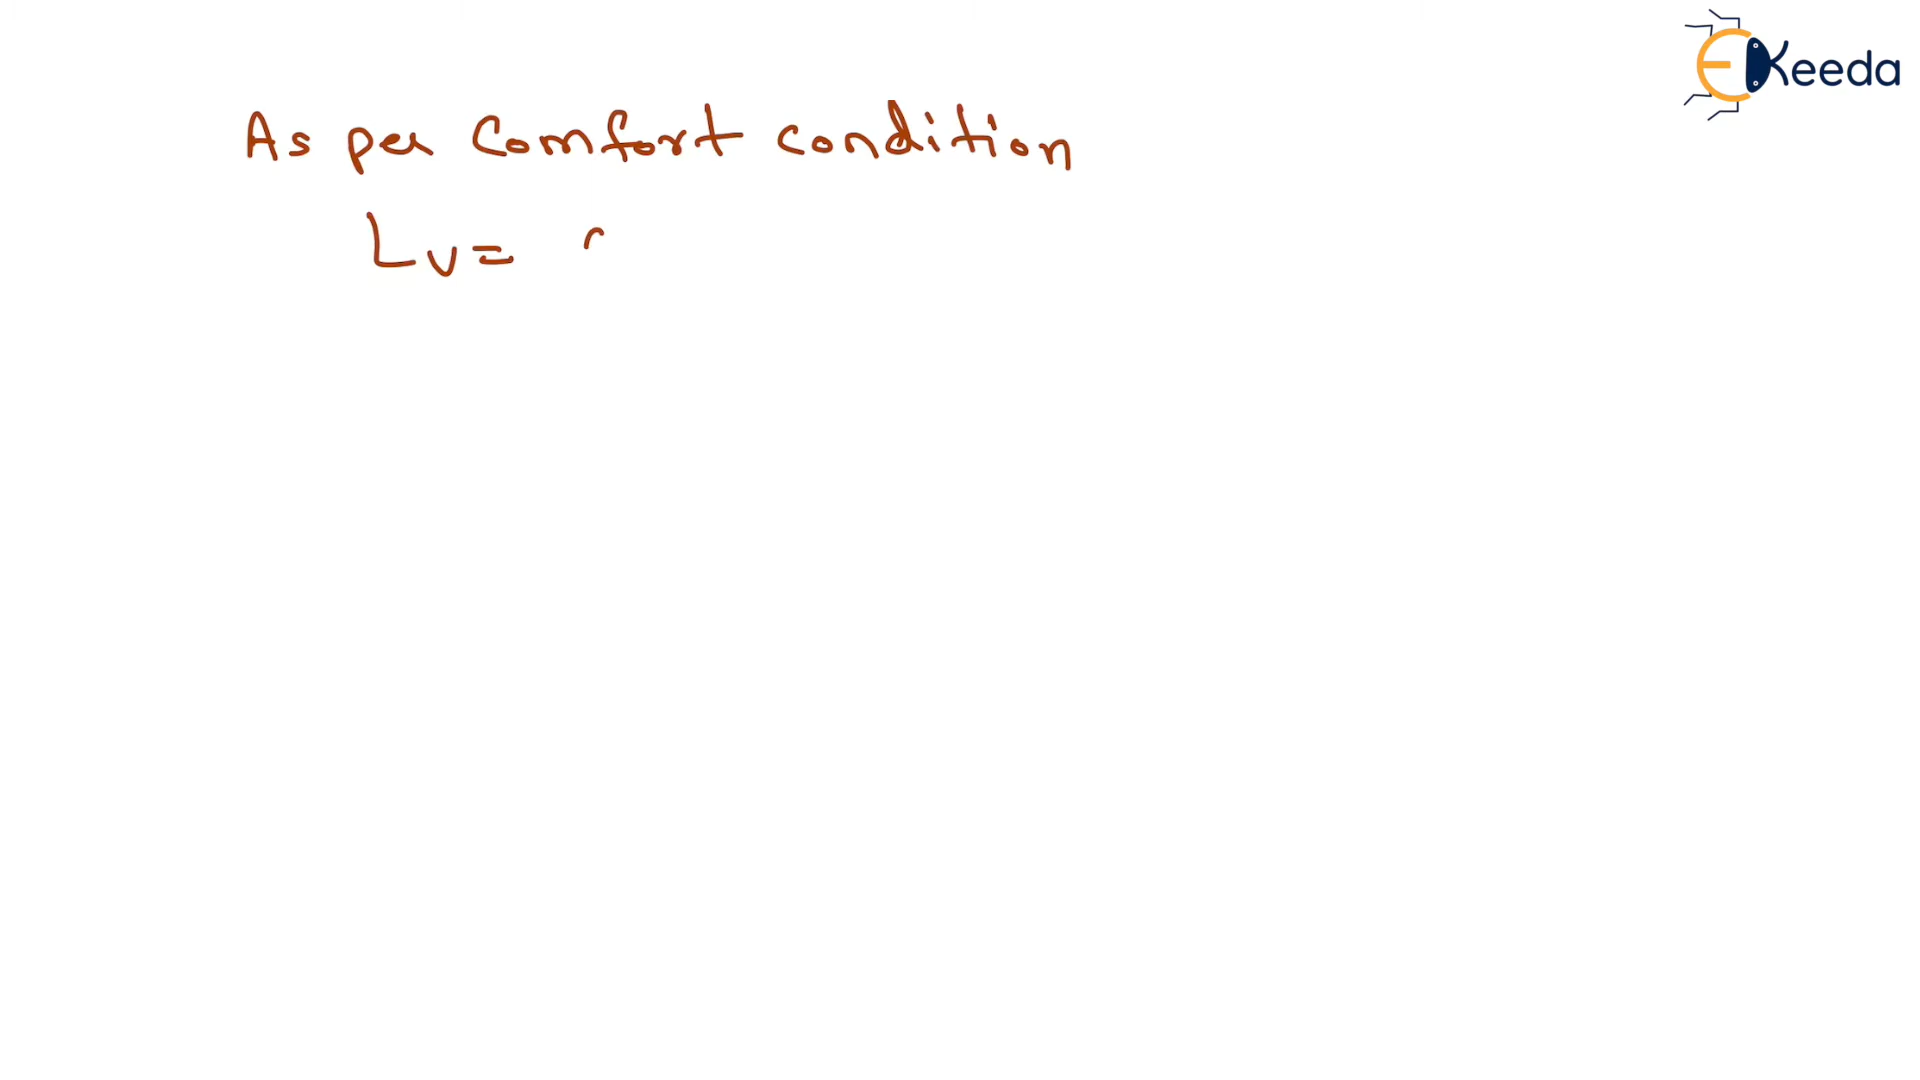 EKeeda
As per Comfort condition
Lv =